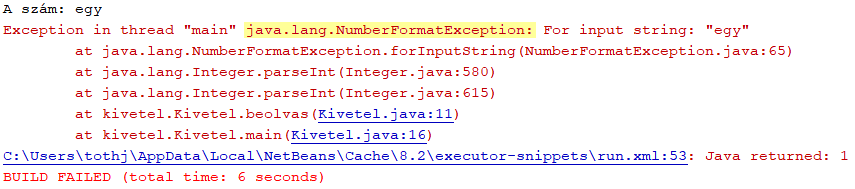 A szám: egy
Exception in thread "main" java.lang.NumberFormatException: For input string: "egy"
at java.lang.NumberFormatException.forInputString(NumberFormatException.java:65)
at java.lang.Integer.parseInt(Integer.java:580)
at java.lang.Integer.parseInt(Integer.java:615)
at kivetel.Kivetel.beolvas(Kivetel.java:11)
at kivetel.Kivetel.main(Kivetel.java:16)
C:\Users\tothj\AppData\Local\NetBeans\Cache\8.2\executor-snippets\run.xml:53: Java returned: 1
BUILD FAILED (total time: 6 seconds)